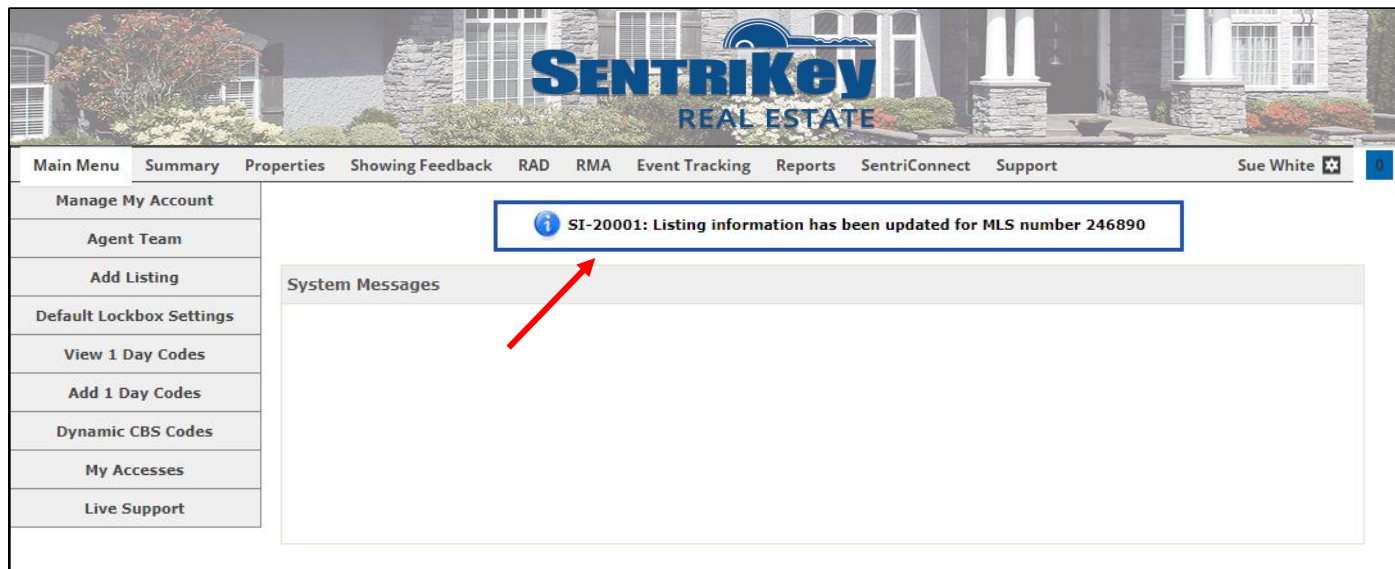 SENTRIKEY
REAL ESTATE
Main Menu Summary Properties Showing Feedback RAD RMA Event Tracking Reports SentriConnect Support Sue White 0
Manage My Account
SI-20001: Listing information has been updated for MLS number 246890
Agent Team
Add Listing
System Messages
Default Lockbox Settings
View 1 Day Codes
Add 1 Day Codes
Dynamic CBS Codes
My Accesses
Live Support